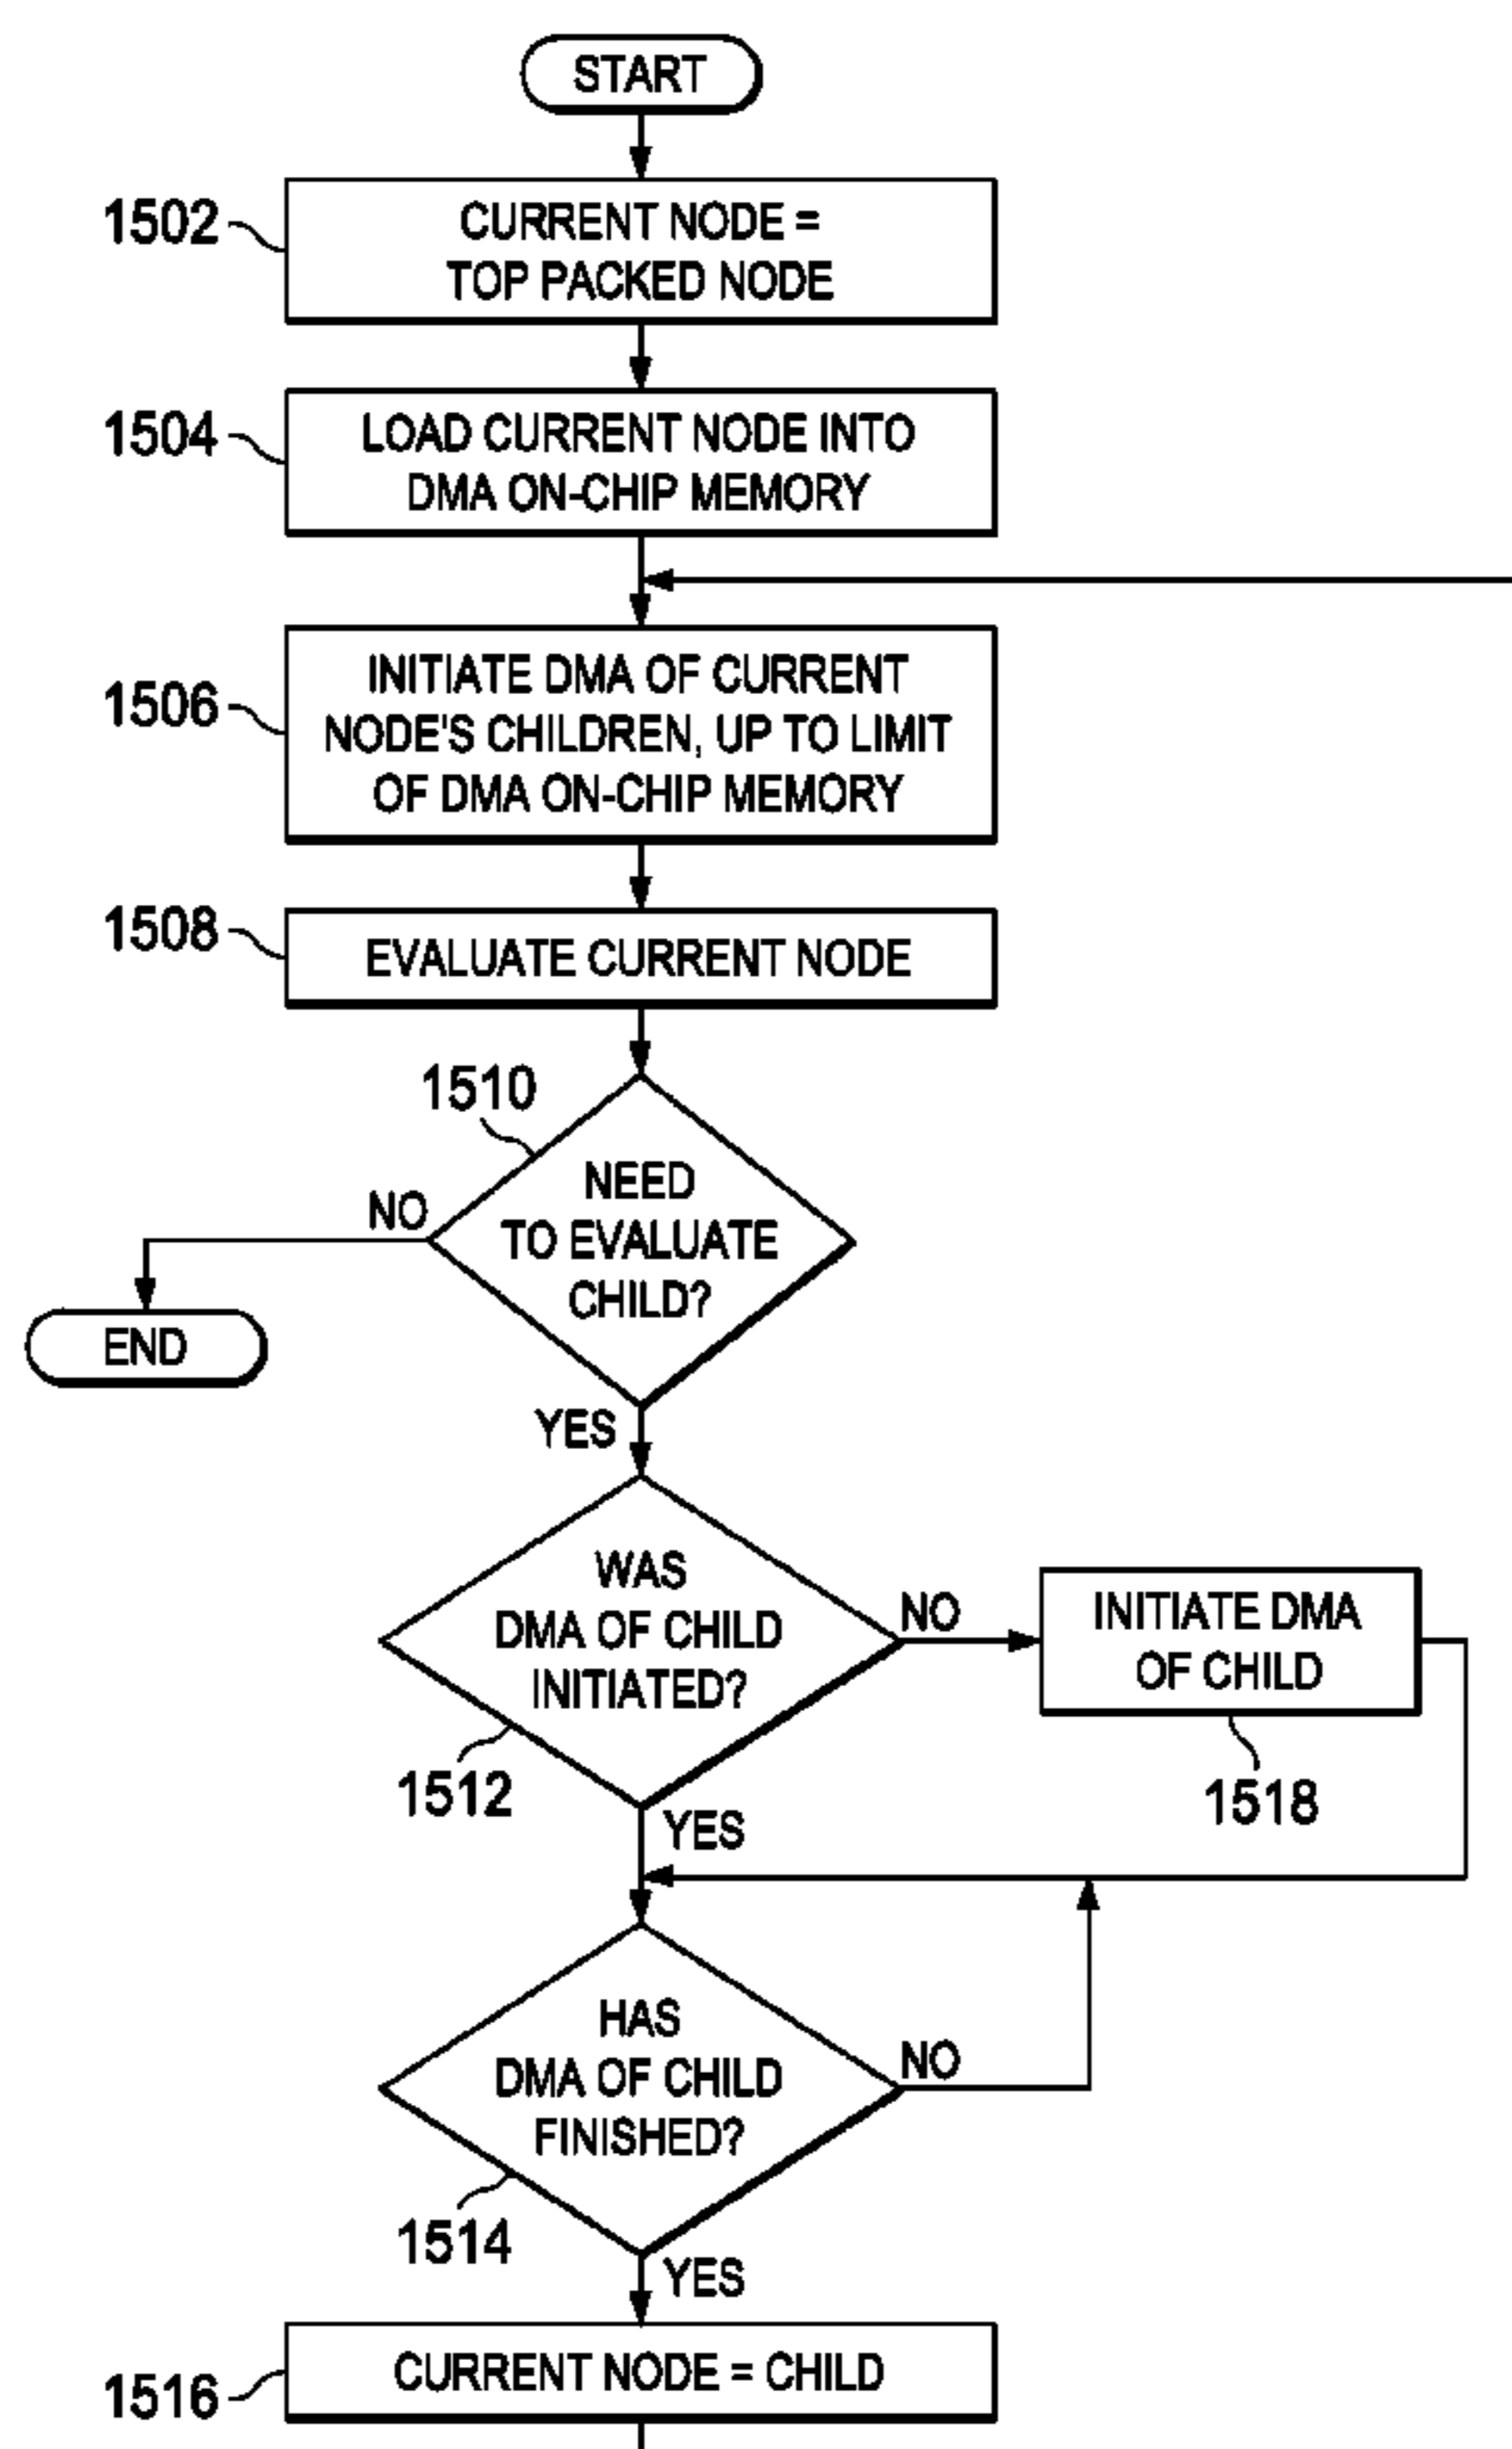 START
1502
CURRENT NODE =
TOP PACKED NODE
1504
LOAD CURRENT NODE INTO
DMA ON-CHIP MEMORY
1506
INITIATE DMA OF CURRENT
NODE'S CHILDREN, UP TO LIMIT
OF DMA ON-CHIP MEMORY
1508
EVALUATE CURRENT NODE
1510
NEED
TO EVALUATE
CHILD?
NO
END
YES
WAS
DMA OF CHILD
INITIATED?
1512
NO
INITIATE DMA
OF CHILD
1518
YES
HAS
DMA OF CHILD
FINISHED?
1514
NO
YES
1516
CURRENT NODE = CHILD